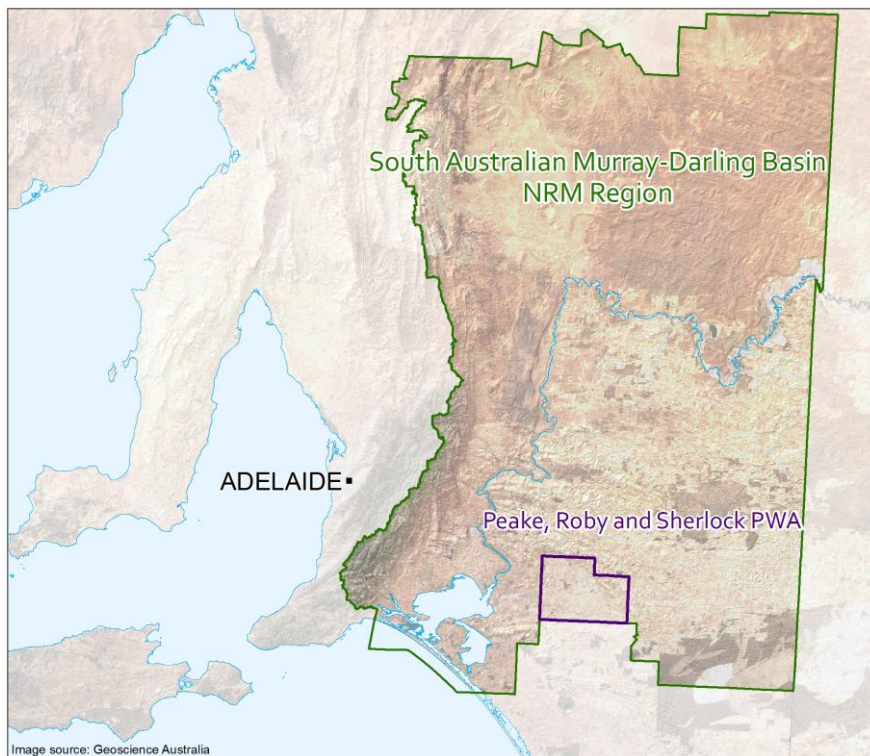 South Australian Murray-Darling Basin
NRM Region
ADELAIDE
Peake, Roby and Sherlock PWA
Image source: Geoscience Australia